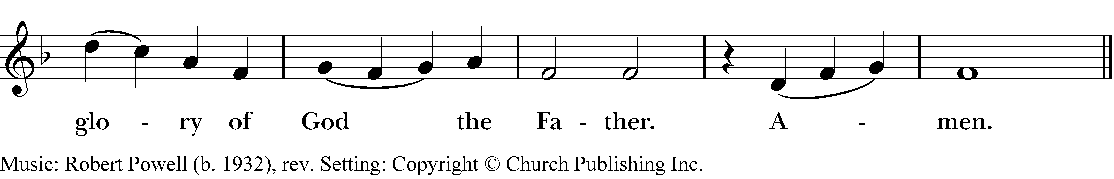 glo - ry of God the Fa - ther. A - men.
Music: Robert Powell (b. 1932), rev. Setting: Copyright © Church Publishing Inc.